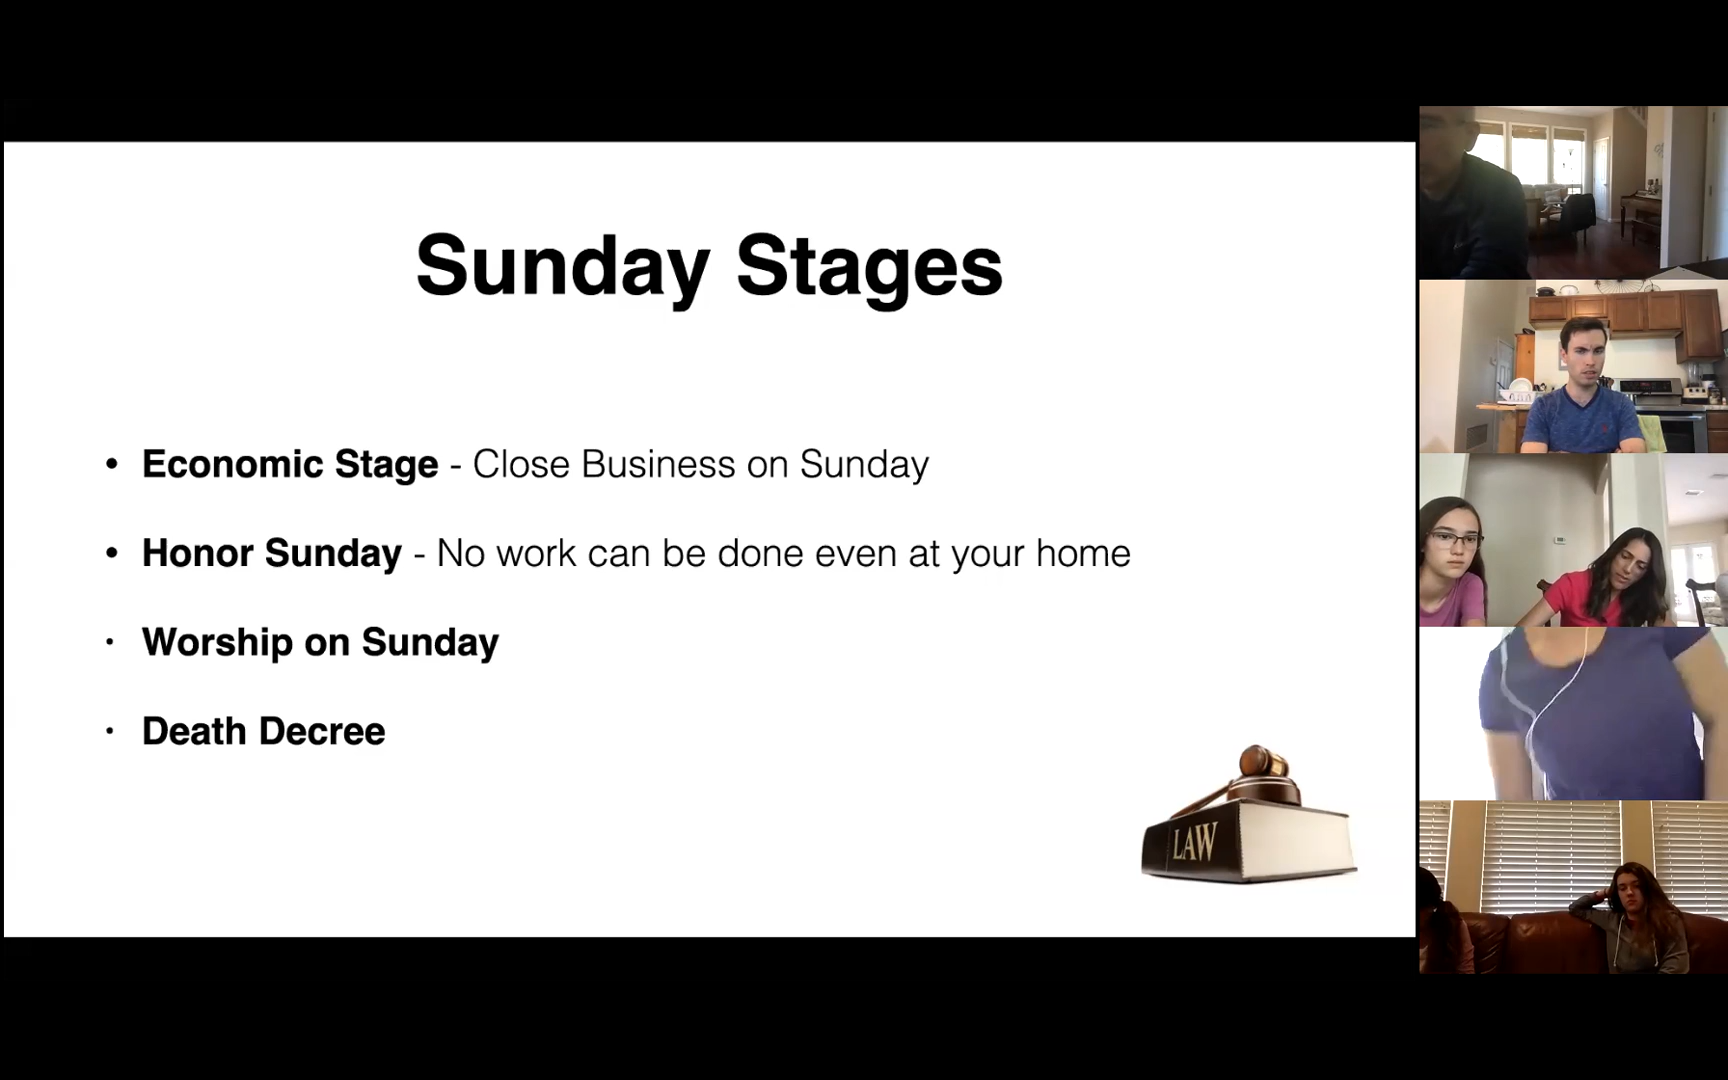 Sunday Stages
• Economic Stage - Close Business on Sunday
• Honor Sunday - No work can be done even at your home
• Worship on Sunday
• Death Decree
LAW